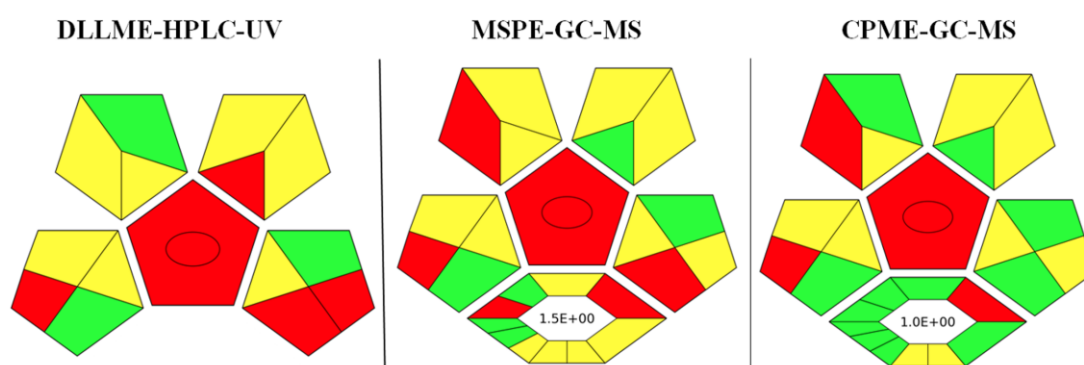 DLLME-HPLC-UV
MSPE-GC-MS
CPME-GC-MS
1.5E+00
1.0E+00